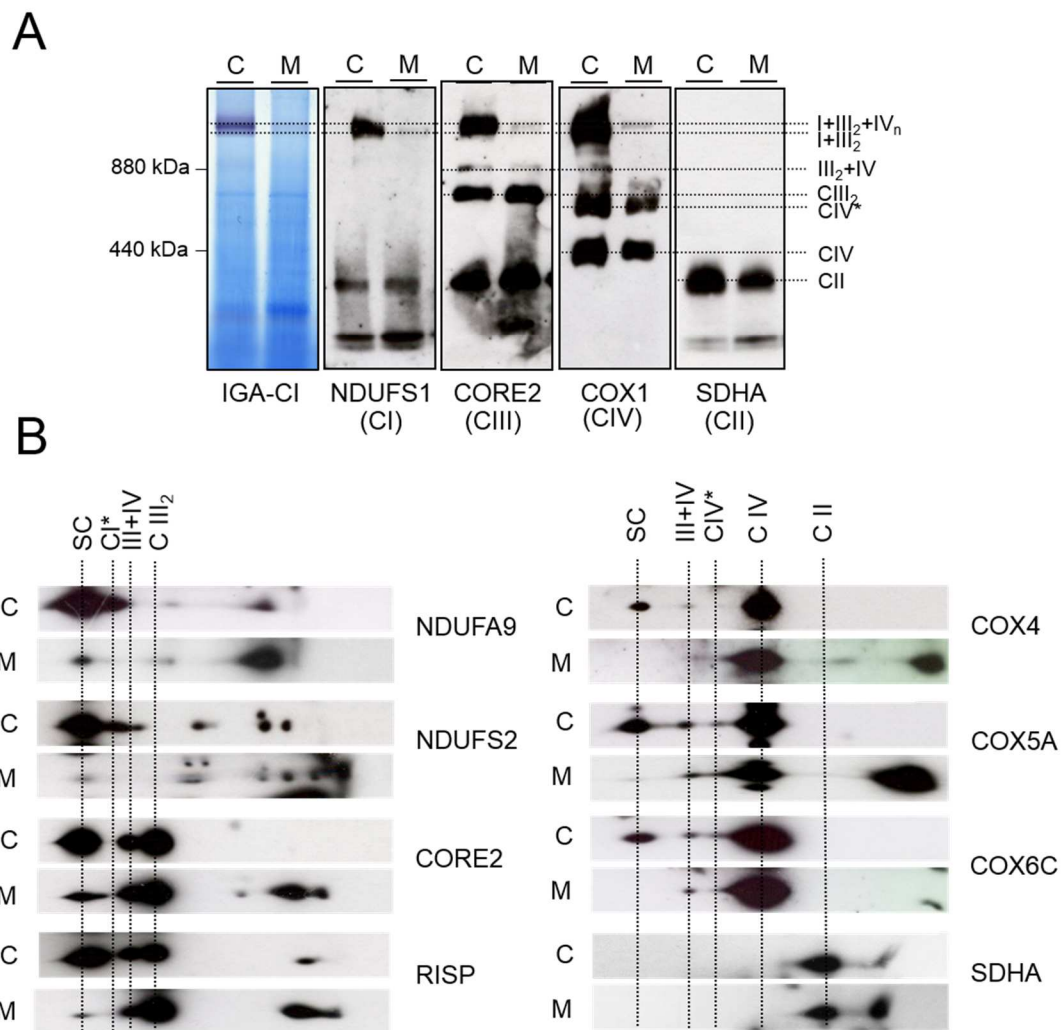 A
C M C M C M C M C M
I+III₂+IVₙ
I+III₂
880 kDa
III₂+IV
CIII₂
CIV*
440 kDa
CIV
CII
IGA-CI
NDUFS1
(CI)
CORE2
(CIII)
COX1
(CIV)
SDHA
(CII)
B
SC
CI*
III+IV
C III₂
C
NDUFA9
M
C
NDUFS2
M
C
CORE2
M
C
RISP
M
SC
III+IV
CIV*
C IV
C II
C
COX4
M
C
COX5A
M
C
COX6C
M
C
SDHA
M